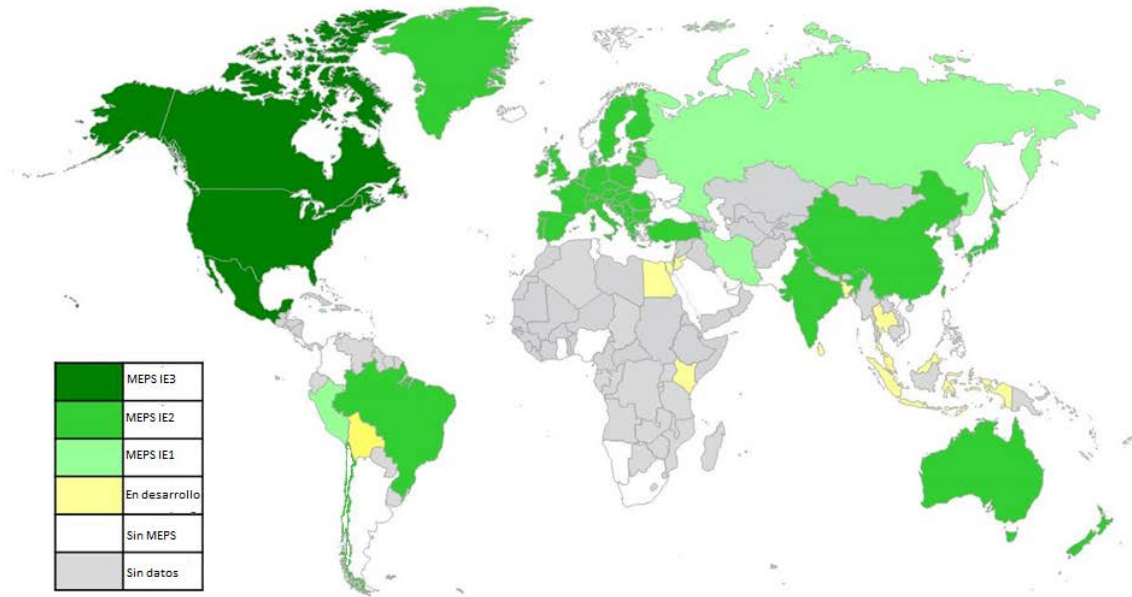 MEPS IE3
MEPS IE2
MEPS IE1
En desarrollo
Sin MEPS
Sin datos